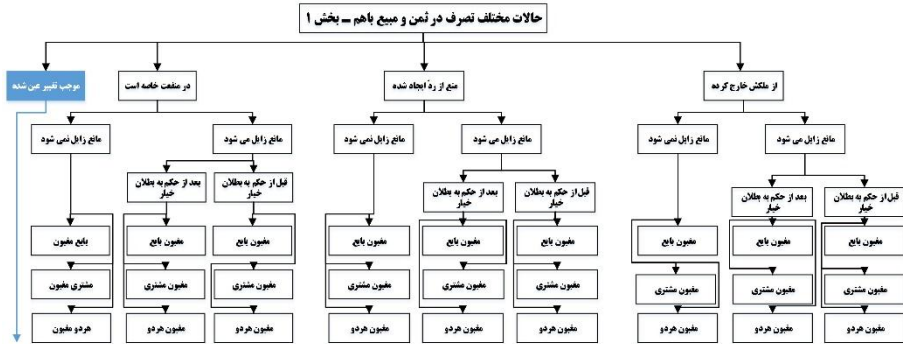 حالات مختلف تصرف در ثمن و مبیع باهم – بخش ۱
از ملکش خارج کرده
منع از ردّ ایجاد شده
در منفعت خاصه است
موجب تغییر عین شده
مانع زایل می شود
مانع زایل نمی شود
مانع زایل می شود
مانع زایل نمی شود
مانع زایل می شود
مانع زایل نمی شود
قبل از حکم به بطلان
خیار
بعد از حکم به بطلان
خیار
قبل از حکم به بطلان
خیار
بعد از حکم به بطلان
خیار
قبل از حکم به بطلان
خیار
بعد از حکم به بطلان
خیار
مغبون بایع
مغبون بایع
مغبون بایع
مغبون بایع
مغبون بایع
مغبون بایع
مغبون بایع
مغبون بایع
بایع مغبون
مغبون مشتری
مغبون مشتری
مغبون مشتری
مغبون مشتری
مغبون مشتری
مغبون مشتری
مغبون مشتری
مغبون مشتری
مشتری مغبون
مغبون هردو
مغبون هردو
مغبون هردو
مغبون هردو
مغبون هردو
مغبون هردو
مغبون هردو
مغبون هردو
هردو مغبون